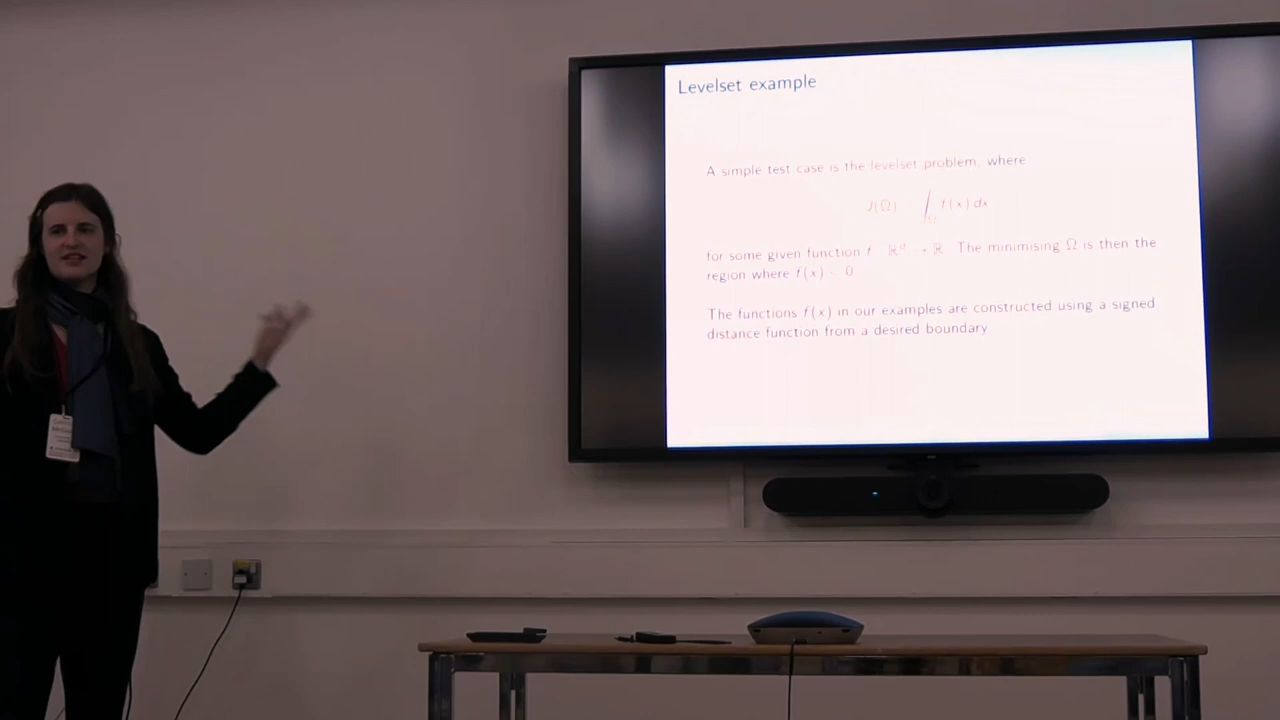 Levelset example
A simple test case is the levelset problem, where
J(Ω) = ∫_Ω f(x) dx
for some given function f : ℝ^d → ℝ. The minimising Ω is then the
region where f(x) < 0.
The functions f(x) in our examples are constructed using a signed
distance function from a desired boundary